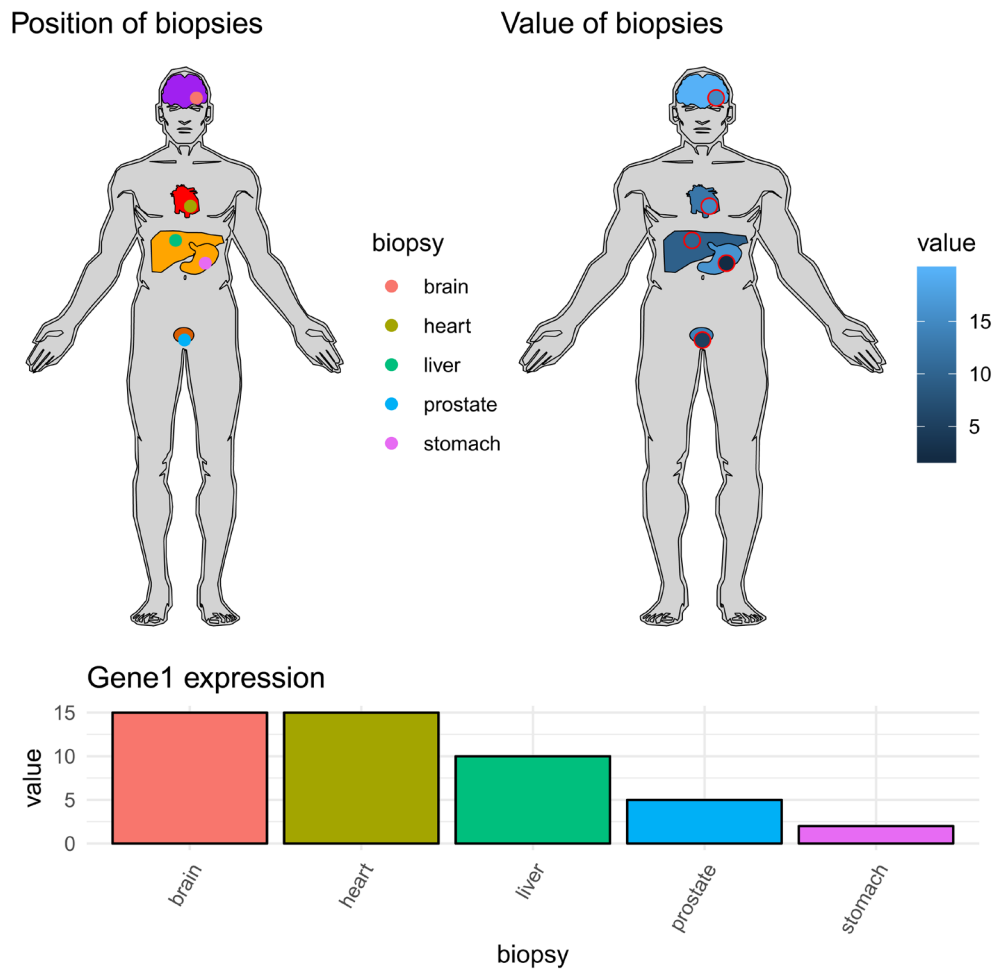 Position of biopsies
Value of biopsies
biopsy
brain
heart
liver
prostate
stomach
value
15
10
5
Gene1 expression
value
15
10
5
0
brain
heart
liver
prostate
stomach
biopsy